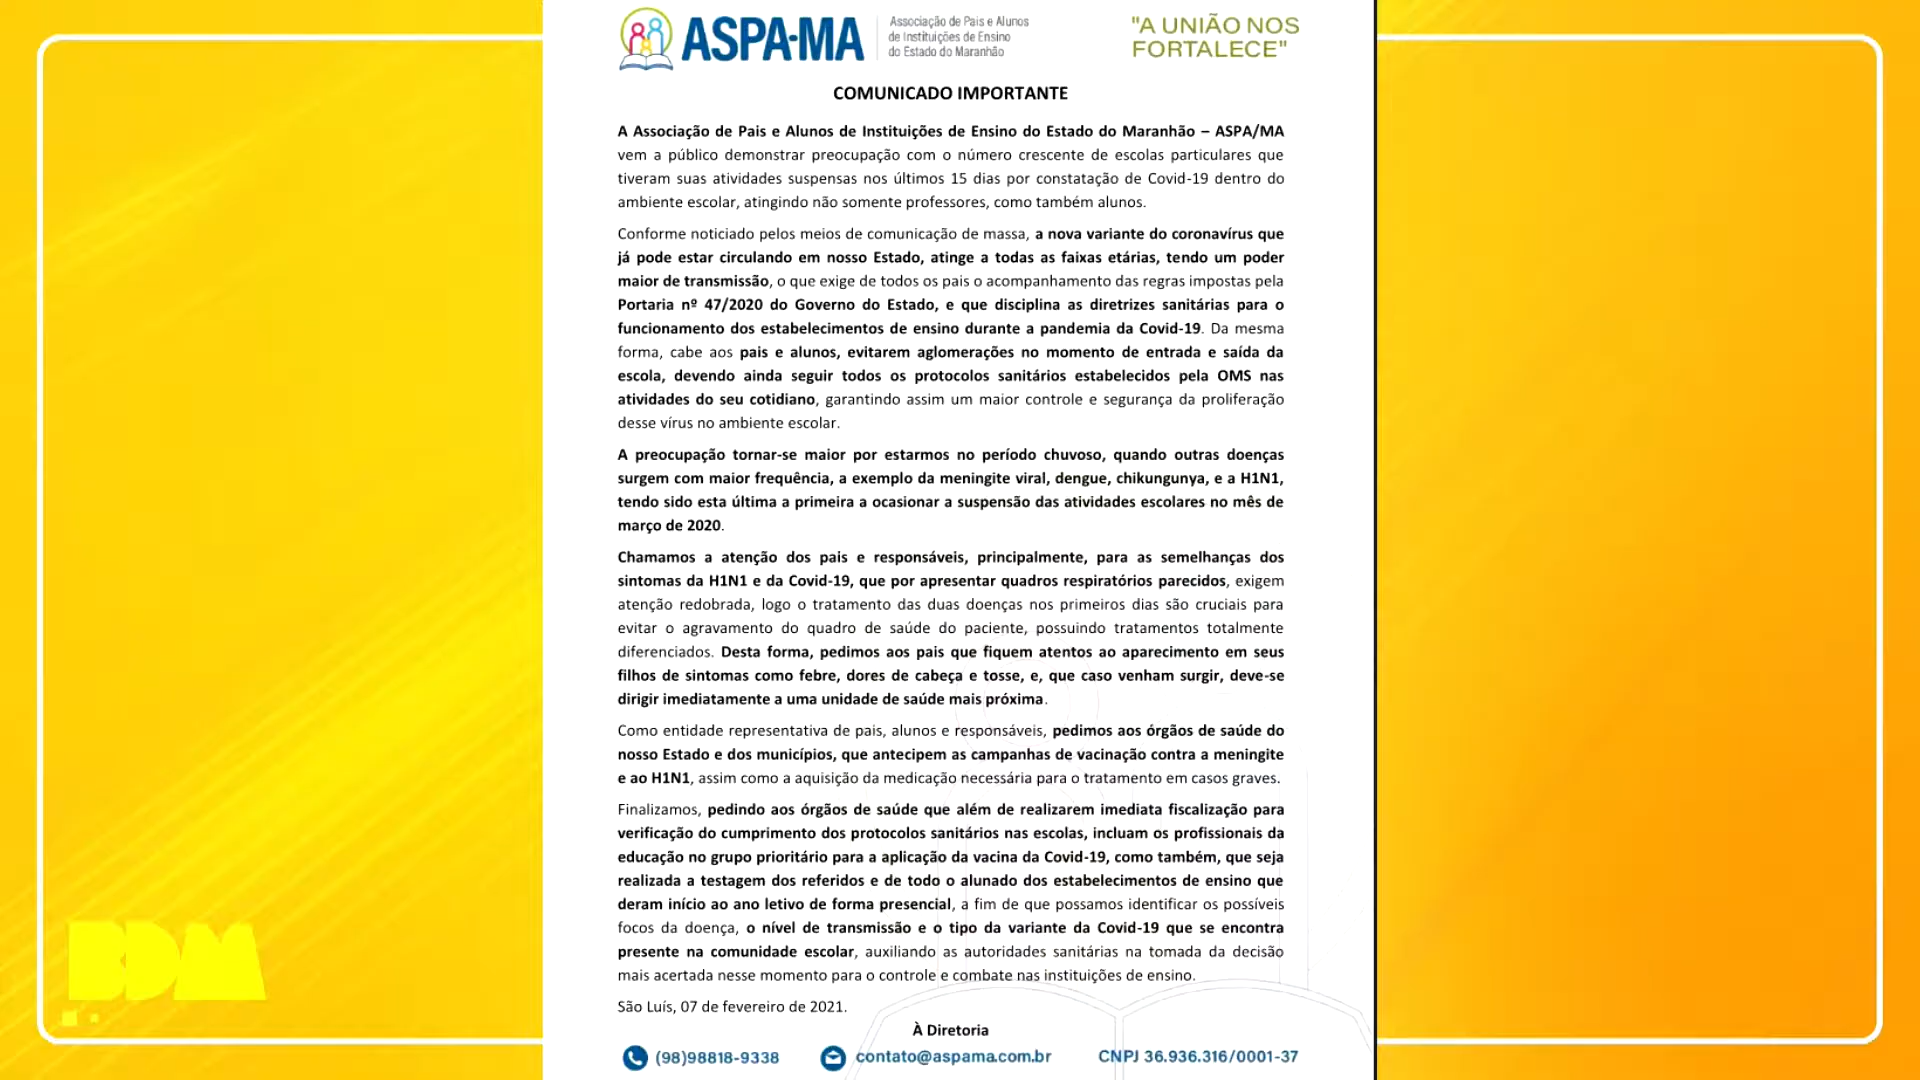 ASPA-MA
Associação de Pais e Alunos
de Instituições de Ensino
do Estado do Maranhão
"A UNIÃO NOS
FORTALECE"
COMUNICADO IMPORTANTE
A Associação de Pais e Alunos de Instituições de Ensino do Estado do Maranhão – ASPA/MA
vem a público demonstrar preocupação com o número crescente de escolas particulares que
tiveram suas atividades suspensas nos últimos 15 dias por constatação de Covid-19 dentro do
ambiente escolar, atingindo não somente professores, como também alunos.
Conforme noticiado pelos meios de comunicação de massa, a nova variante do coronavírus que
já pode estar circulando em nosso Estado, atinge a todas as faixas etárias, tendo um poder
maior de transmissão, o que exige de todos os pais o acompanhamento das regras impostas pela
Portaria nº 47/2020 do Governo do Estado, e que disciplina as diretrizes sanitárias para o
funcionamento dos estabelecimentos de ensino durante a pandemia da Covid-19. Da mesma
forma, cabe aos pais e alunos, evitarem aglomerações no momento de entrada e saída da
escola, devendo ainda seguir todos os protocolos sanitários estabelecidos pela OMS nas
atividades do seu cotidiano, garantindo assim um maior controle e segurança da proliferação
desse vírus no ambiente escolar.
A preocupação tornar-se maior por estarmos no período chuvoso, quando outras doenças
surgem com maior frequência, a exemplo da meningite viral, dengue, chikungunya, e a H1N1,
tendo sido esta última a primeira a ocasionar a suspensão das atividades escolares no mês de
março de 2020.
Chamamos a atenção dos pais e responsáveis, principalmente, para as semelhanças dos
sintomas da H1N1 e da Covid-19, que por apresentar quadros respiratórios parecidos, exigem
atenção redobrada, logo o tratamento das duas doenças nos primeiros dias são cruciais para
evitar o agravamento do quadro de saúde do paciente, possuindo tratamentos totalmente
diferenciados. Desta forma, pedimos aos pais que fiquem atentos ao aparecimento em seus
filhos de sintomas como febre, dores de cabeça e tosse, e, que caso venham surgir, deve-se
dirigir imediatamente a uma unidade de saúde mais próxima.
Como entidade representativa de pais, alunos e responsáveis, pedimos aos órgãos de saúde do
nosso Estado e dos municípios, que antecipem as campanhas de vacinação contra a meningite
e ao H1N1, assim como a aquisição da medicação necessária para o tratamento em casos graves.
Finalizamos, pedindo aos órgãos de saúde que além de realizarem imediata fiscalização para
verificação do cumprimento dos protocolos sanitários nas escolas, incluam os profissionais da
educação no grupo prioritário para a aplicação da vacina da Covid-19, como também, que seja
realizada a testagem dos referidos e de todo o alunado dos estabelecimentos de ensino que
deram início ao ano letivo de forma presencial, a fim de que possamos identificar os possíveis
focos da doença, o nível de transmissão e o tipo da variante da Covid-19 que se encontra
presente na comunidade escolar, auxiliando as autoridades sanitárias na tomada da decisão
mais acertada nesse momento para o controle e combate nas instituições de ensino.
São Luís, 07 de fevereiro de 2021.
À Diretoria
(98)98818-9338
contato@aspama.com.br
CNPJ 36.936.316/0001-37
BDM